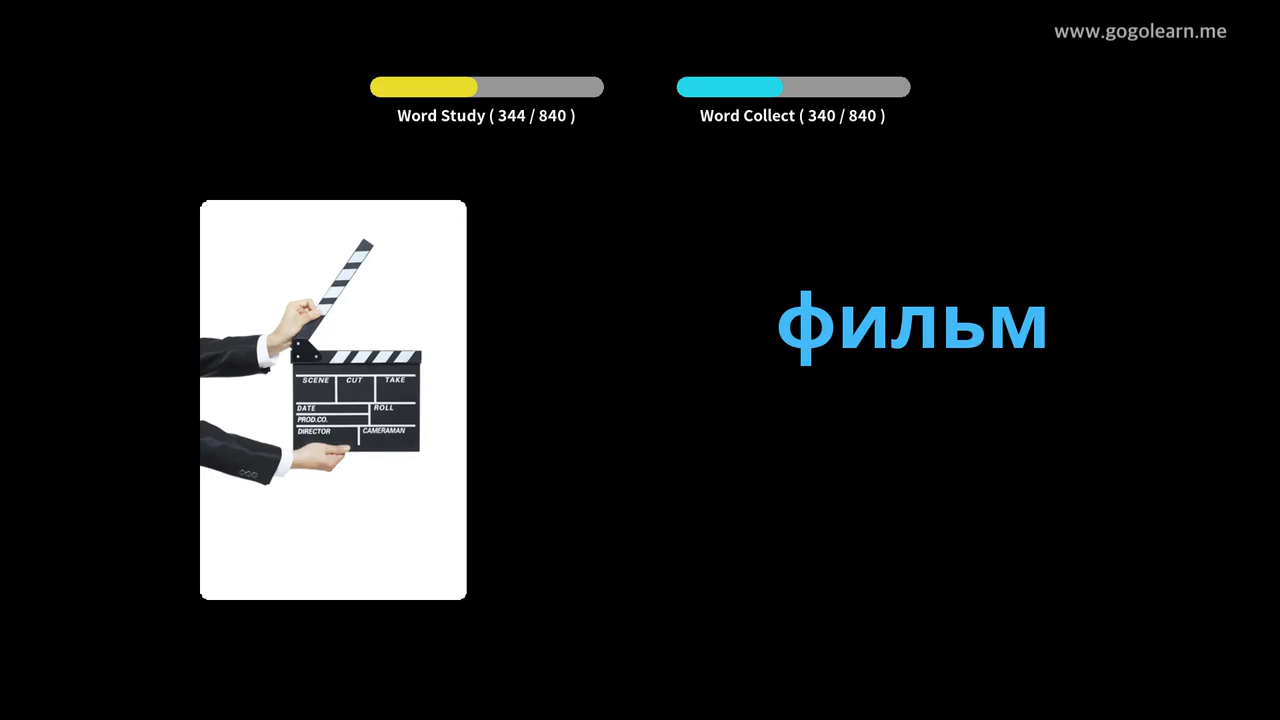 www.gogolearn.me
Word Study ( 344 / 840 )
Word Collect ( 340 / 840 )
фильм
SCENE CUT TAKE
DATE ROLL
PROD.CO.
DIRECTOR CAMERAMAN